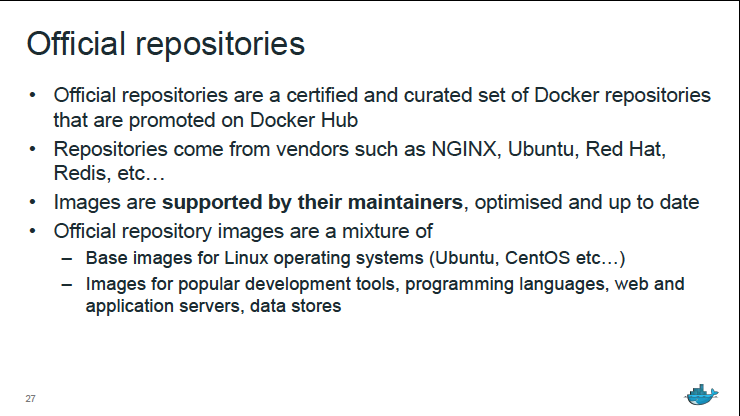 Official repositories
• Official repositories are a certified and curated set of Docker repositories
that are promoted on Docker Hub
• Repositories come from vendors such as NGINX, Ubuntu, Red Hat,
Redis, etc…
• Images are supported by their maintainers, optimised and up to date
• Official repository images are a mixture of
– Base images for Linux operating systems (Ubuntu, CentOS etc…)
– Images for popular development tools, programming languages, web and
application servers, data stores
27